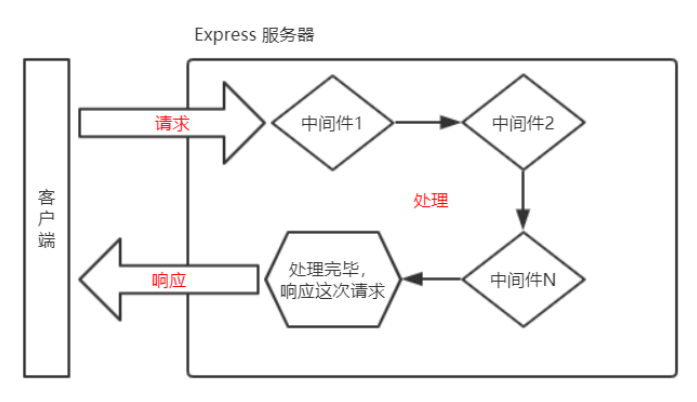 Express 服务器
请求
中间件1
中间件2
客
户
端
处理
响应
处理完毕，
响应这次请求
中间件N